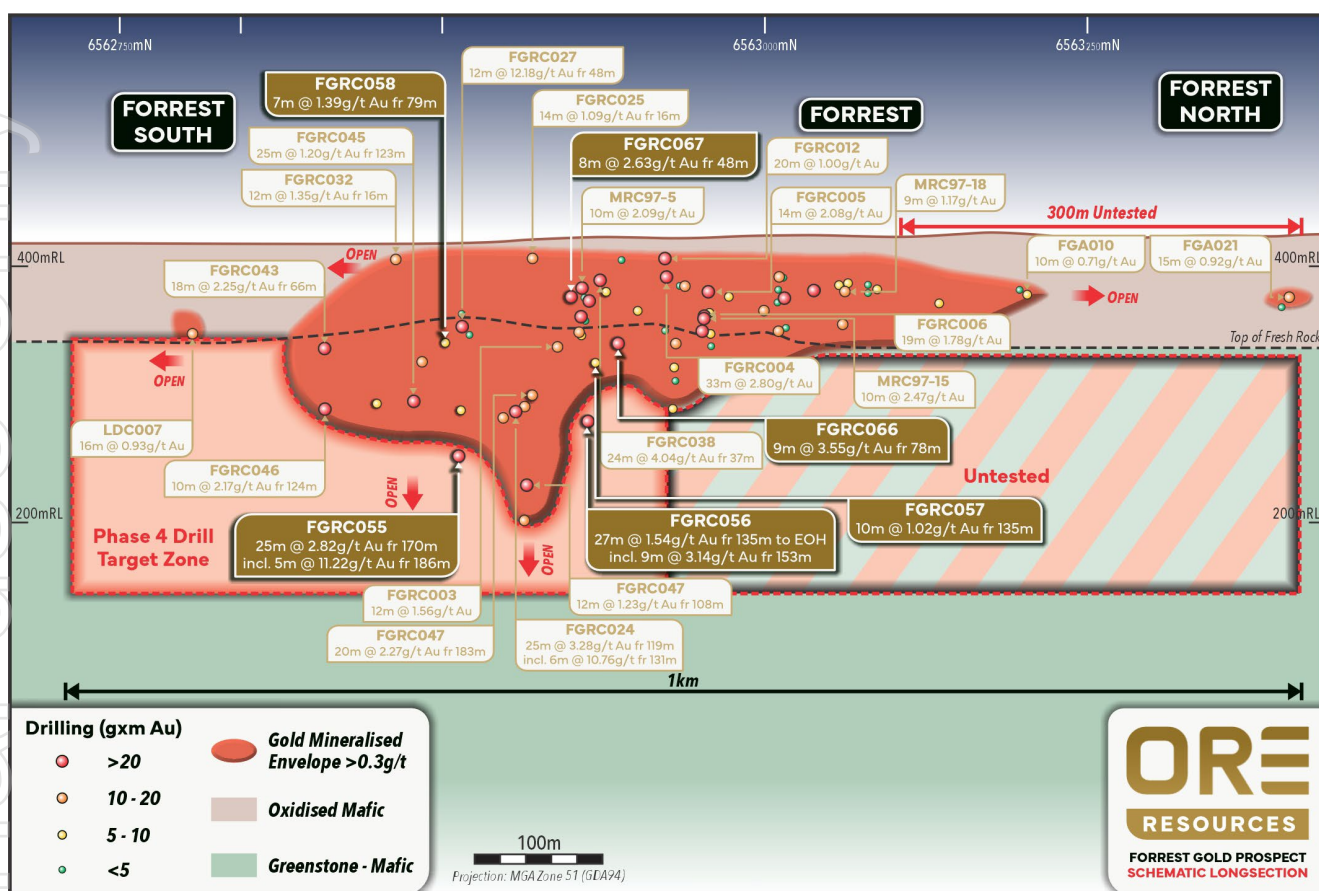 6562750mN
6563000mN
6563250mN
FORREST
SOUTH
FORREST
FORREST
NORTH
FGRC058
7m @ 1.39g/t Au fr 79m
FGRC027
12m @ 12.18g/t Au fr 48m
FGRC025
14m @ 1.09g/t Au fr 16m
FGRC045
25m @ 1.20g/t Au fr 123m
FGRC067
8m @ 2.63g/t Au fr 48m
FGRC012
20m @ 1.00g/t Au
FGRC032
12m @ 1.35g/t Au fr 16m
MRC97-5
10m @ 2.09g/t Au
FGRC005
14m @ 2.08g/t Au
MRC97-18
9m @ 1.17g/t Au
300m Untested
400mRL
OPEN
FGRC043
18m @ 2.25g/t Au fr 66m
FGA010
10m @ 0.71g/t Au
FGA021
15m @ 0.92g/t Au
400mRL
OPEN
FGRC006
19m @ 1.78g/t Au
Top of Fresh Rock
OPEN
FGRC004
33m @ 2.80g/t Au
MRC97-15
10m @ 2.47g/t Au
LDC007
16m @ 0.93g/t Au
FGRC046
10m @ 2.17g/t Au fr 124m
FGRC038
24m @ 4.04g/t Au fr 37m
FGRC066
9m @ 3.55g/t Au fr 78m
Untested
OPEN
200mRL
Phase 4 Drill
Target Zone
FGRC055
25m @ 2.82g/t Au fr 170m
incl. 5m @ 11.22g/t Au fr 186m
FGRC056
27m @ 1.54g/t Au fr 135m to EOH
incl. 9m @ 3.14g/t Au fr 153m
FGRC057
10m @ 1.02g/t Au fr 135m
200mRL
OPEN
FGRC003
12m @ 1.56g/t Au
FGRC047
12m @ 1.23g/t Au fr 108m
FGRC047
20m @ 2.27g/t Au fr 183m
FGRC024
25m @ 3.28g/t Au fr 119m
incl. 6m @ 10.76g/t fr 131m
1km
Drilling (gxm Au)
>20
10 - 20
5 - 10
<5
Gold Mineralised
Envelope >0.3g/t
Oxidised Mafic
Greenstone - Mafic
100m
Projection: MGA Zone 51 (GDA94)
ORE
RESOURCES
FORREST GOLD PROSPECT
SCHEMATIC LONGSECTION